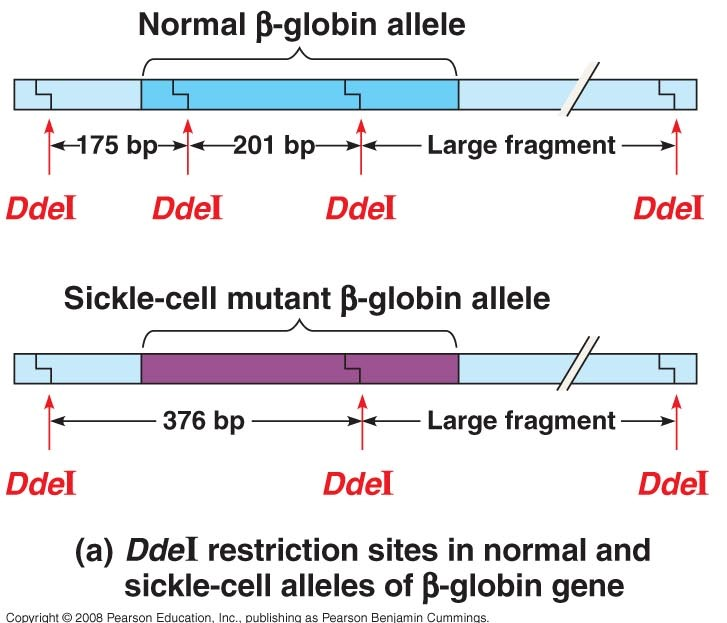 Normal β-globin allele
175 bp 201 bp Large fragment
DdeI DdeI DdeI DdeI
Sickle-cell mutant β-globin allele
376 bp Large fragment
DdeI DdeI DdeI
(a) DdeI restriction sites in normal and
sickle-cell alleles of β-globin gene
Copyright © 2008 Pearson Education, Inc., publishing as Pearson Benjamin Cummings.